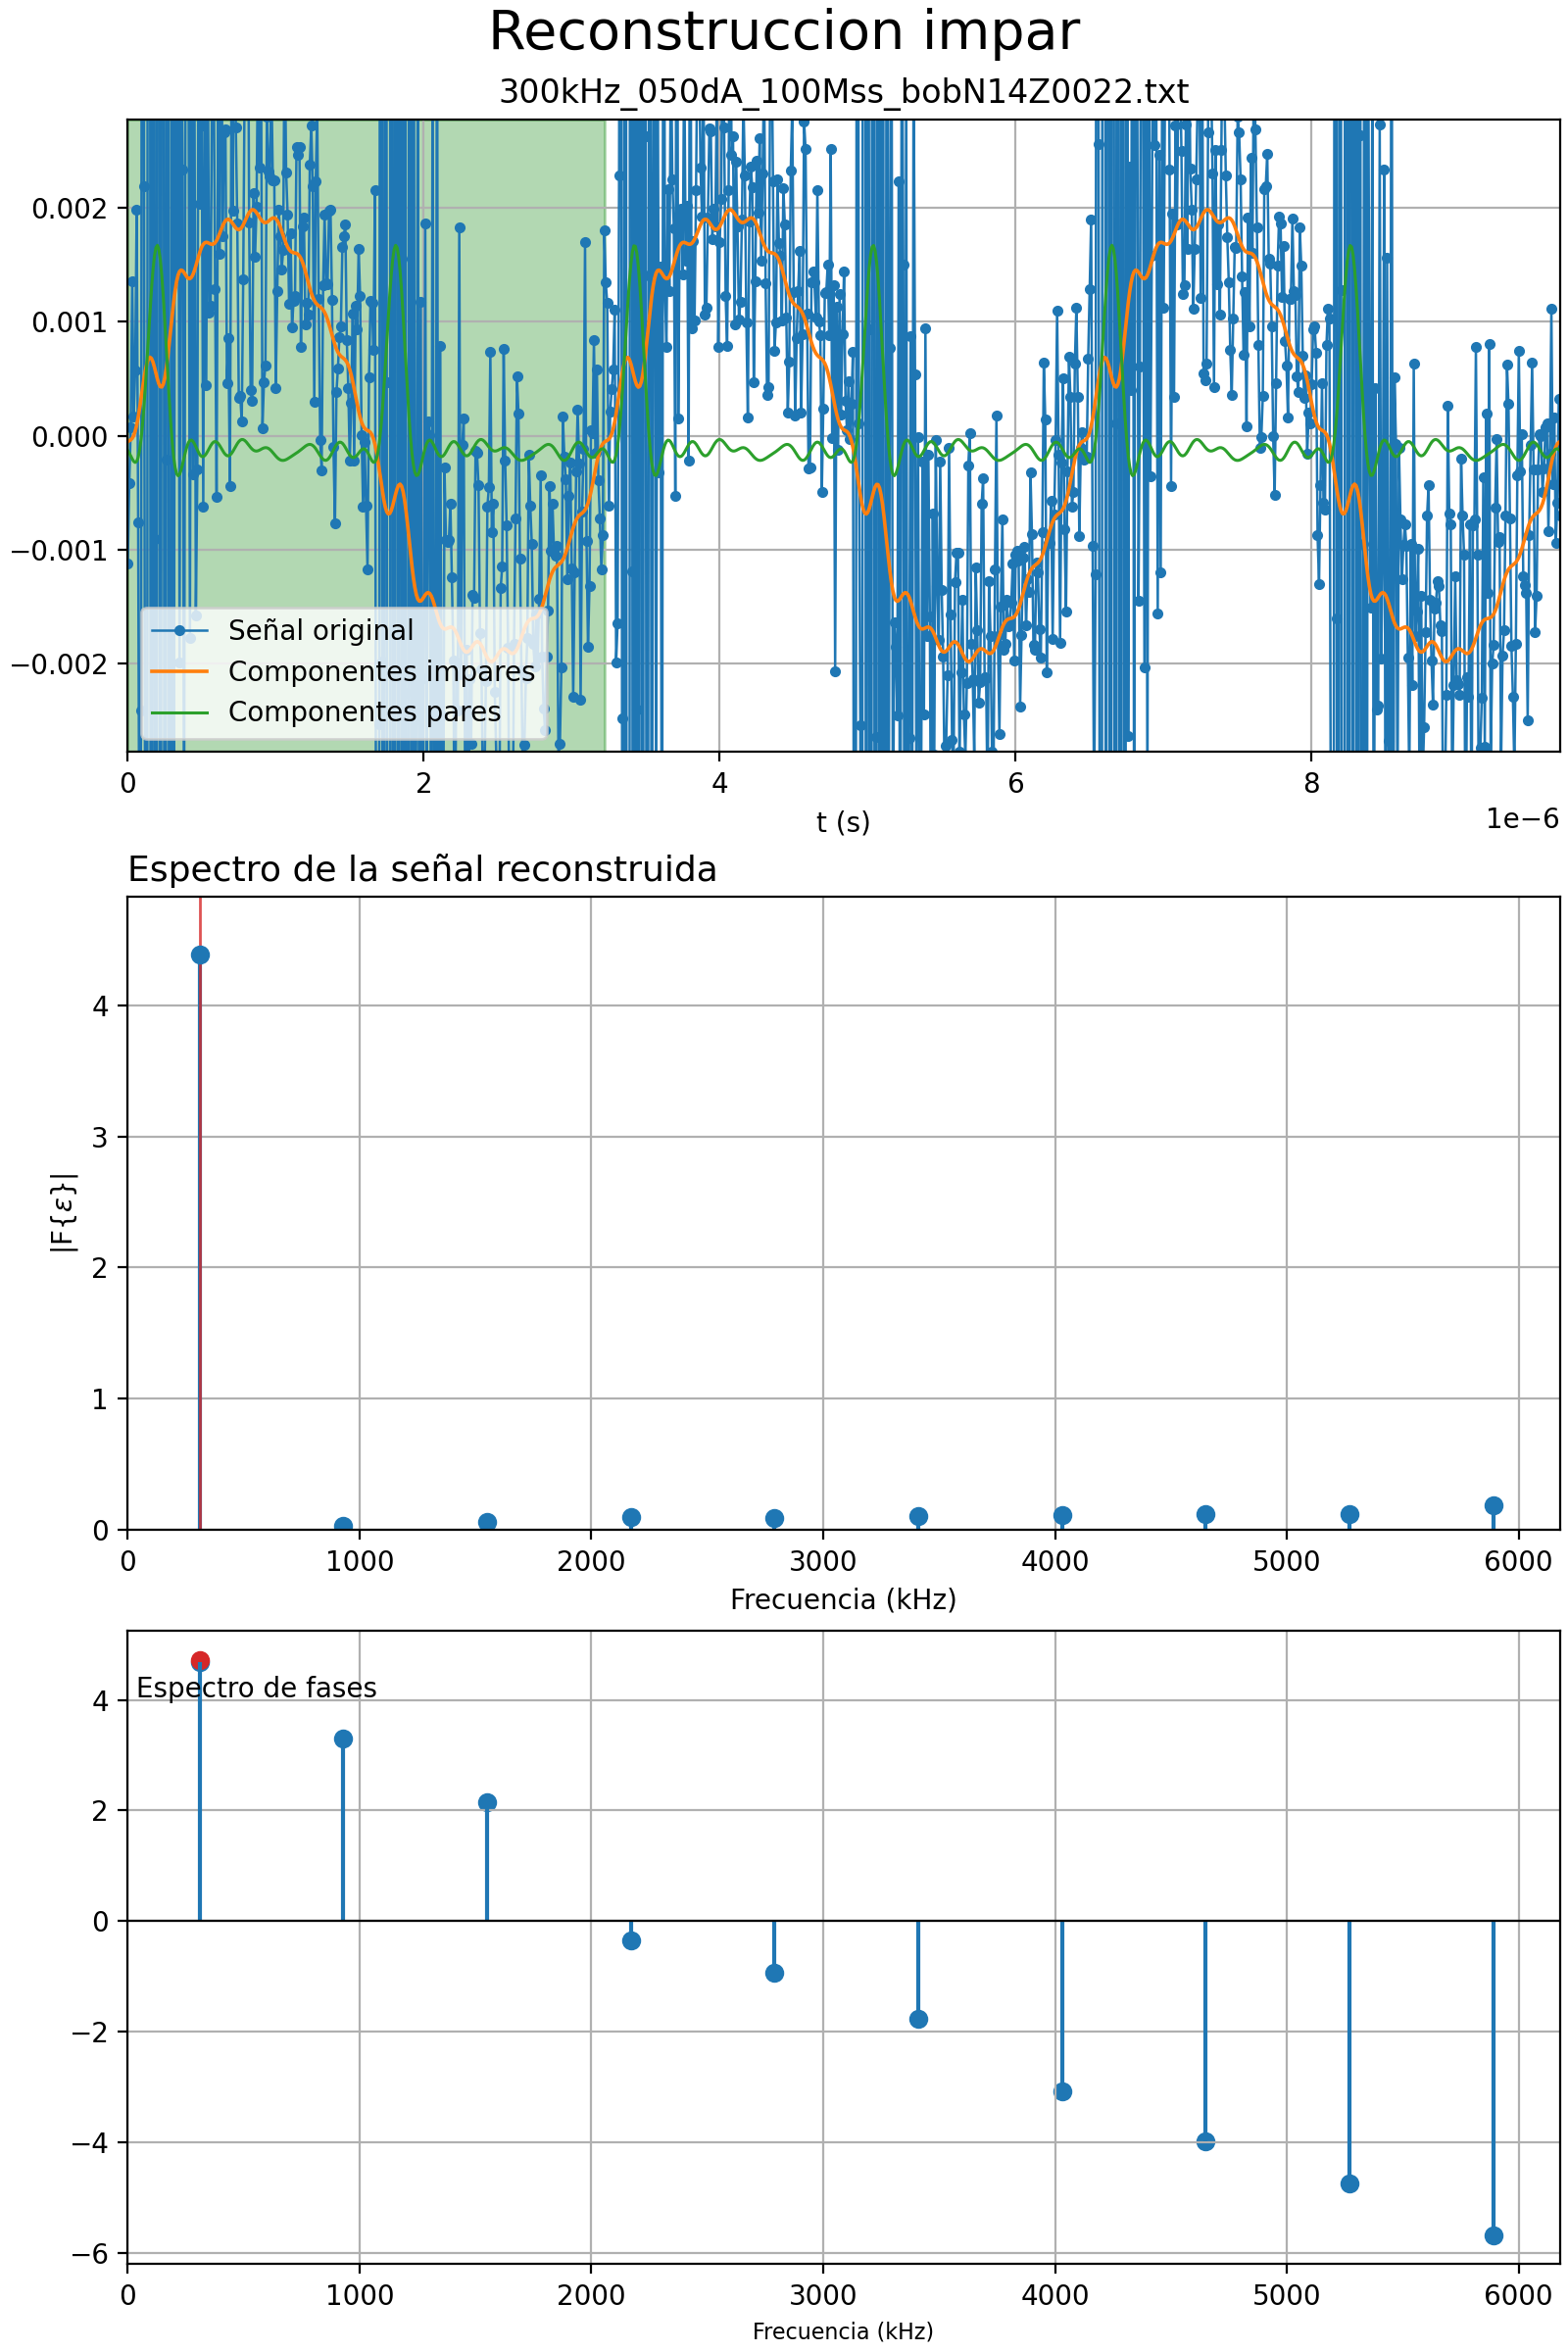 Reconstruccion impar
300kHz_050dA_100Mss_bobN14Z0022.txt
0.002
0.001
0.000
−0.001
−0.002
Señal original
Componentes impares
Componentes pares
0 2 4 6 8
1e−6
t (s)
Espectro de la señal reconstruida
4
3
2
1
0
|F{ε}|
0 1000 2000 3000 4000 5000 6000
Frecuencia (kHz)
Espectro de fases
4
2
0
−2
−4
−6
0 1000 2000 3000 4000 5000 6000
Frecuencia (kHz)